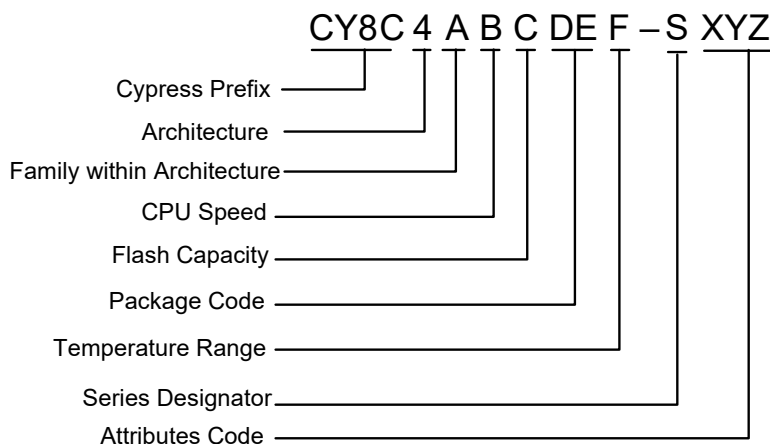 CY8C 4 A B C DE F – S XYZ
Cypress Prefix
Architecture
Family within Architecture
CPU Speed
Flash Capacity
Package Code
Temperature Range
Series Designator
Attributes Code